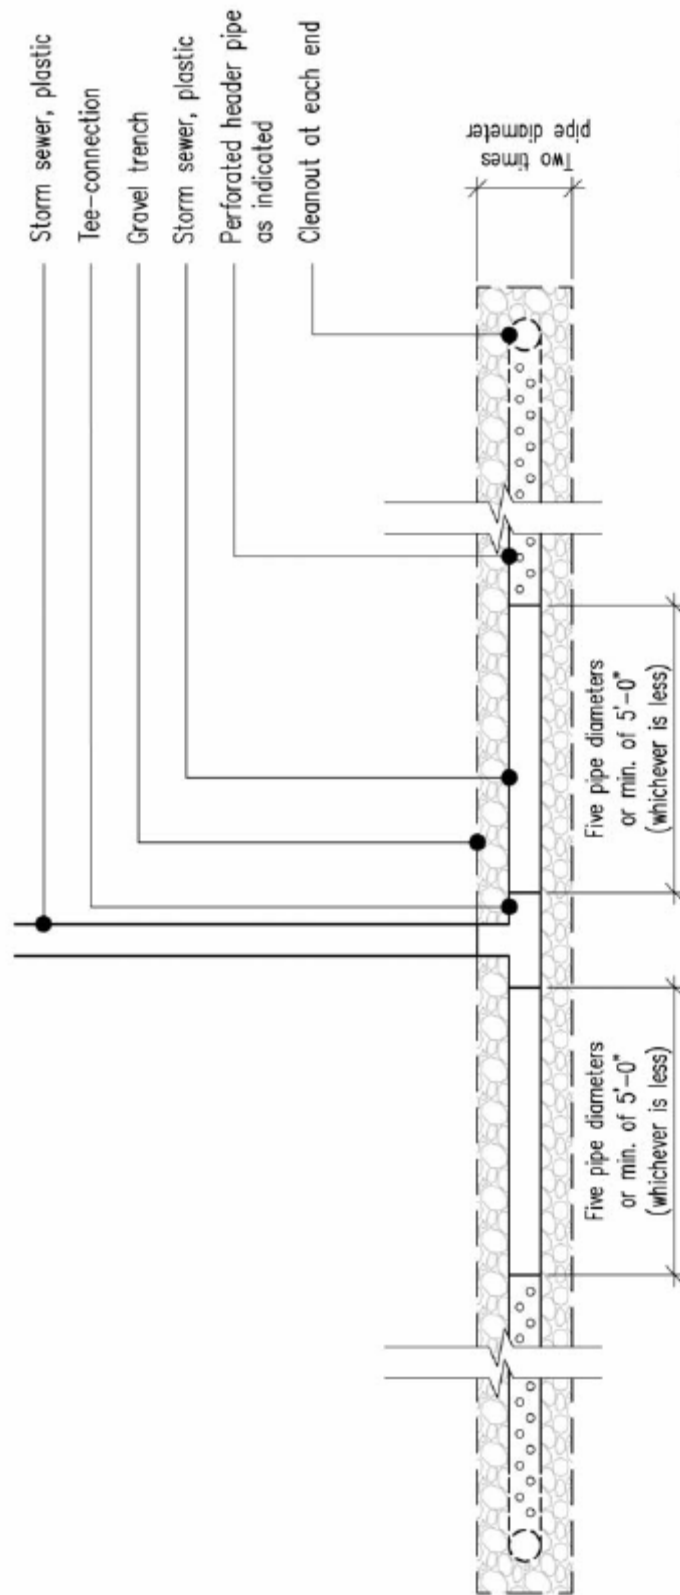 Storm sewer, plastic
Tee-connection
Gravel trench
Storm sewer, plastic
Perforated header pipe
as indicated
Cleanout at each end
Two times
pipe diameter
Five pipe diameters
or min. of 5'-0"
(whichever is less)
Five pipe diameters
or min. of 5'-0"
(whichever is less)